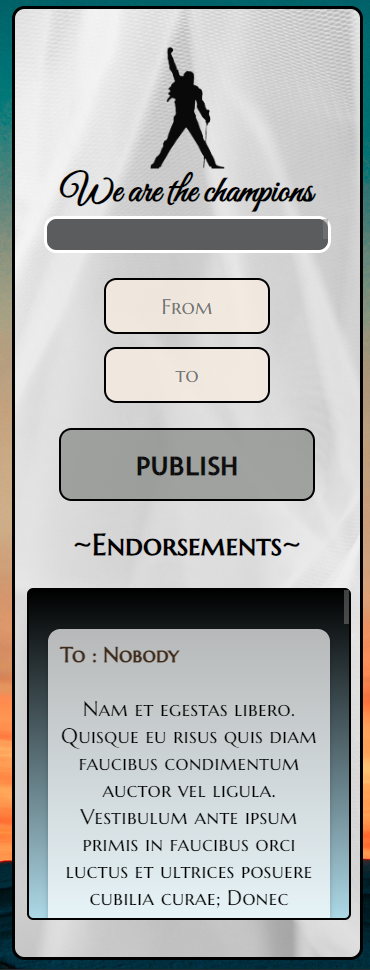 We are the champions
From
to
PUBLISH
~Endorsements~
To : Nobody
Nam et egestas libero.
Quisque eu risus quis diam
faucibus condimentum
auctor vel ligula.
Vestibulum ante ipsum
primis in faucibus orci
luctus et ultrices posuere
cubilia curae; Donec